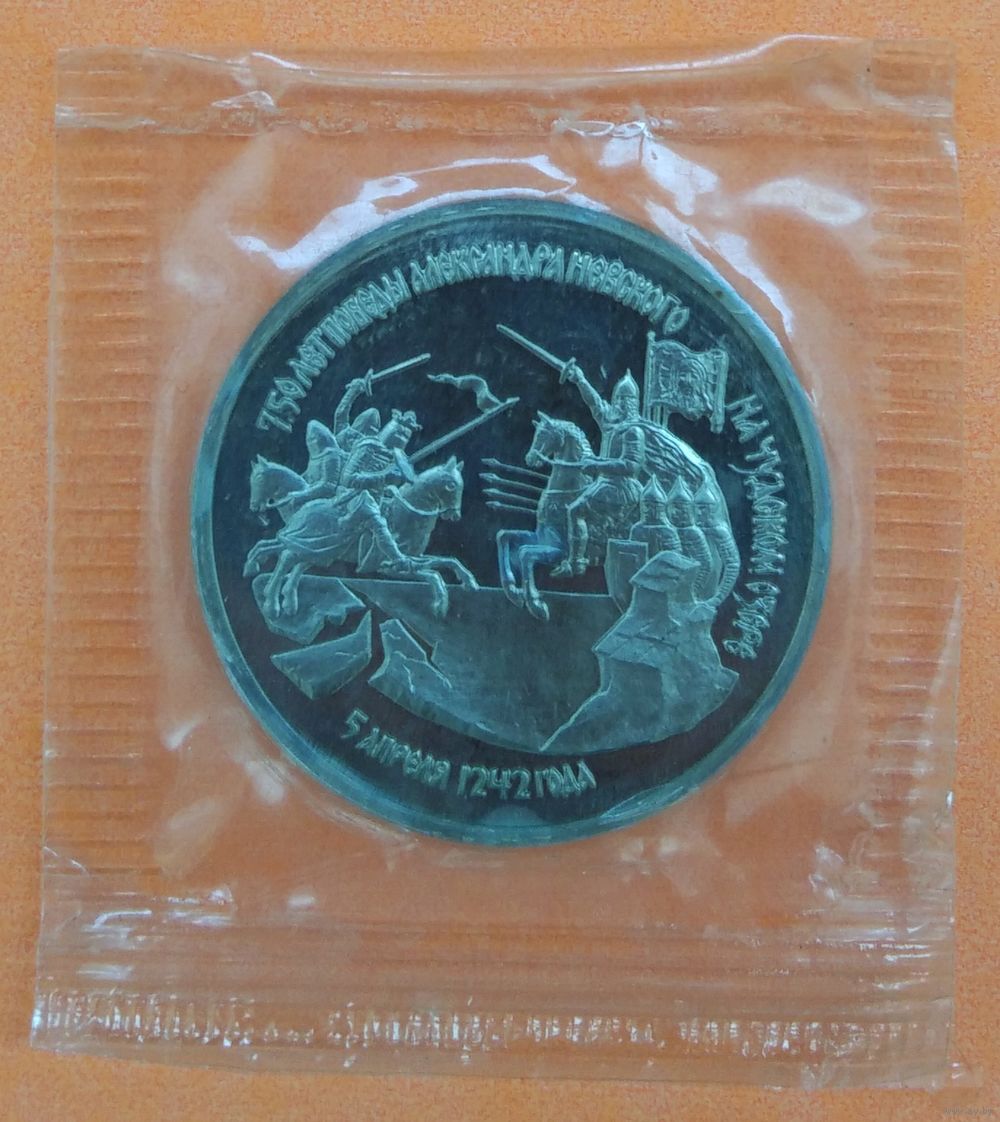 750 ЛЕТ ПОБЕДЫ АЛЕКСАНДРА НЕВСКОГО НА ЧУДСКОМ ОЗЕРЕ
5 АПРЕЛЯ 1242 ГОДА